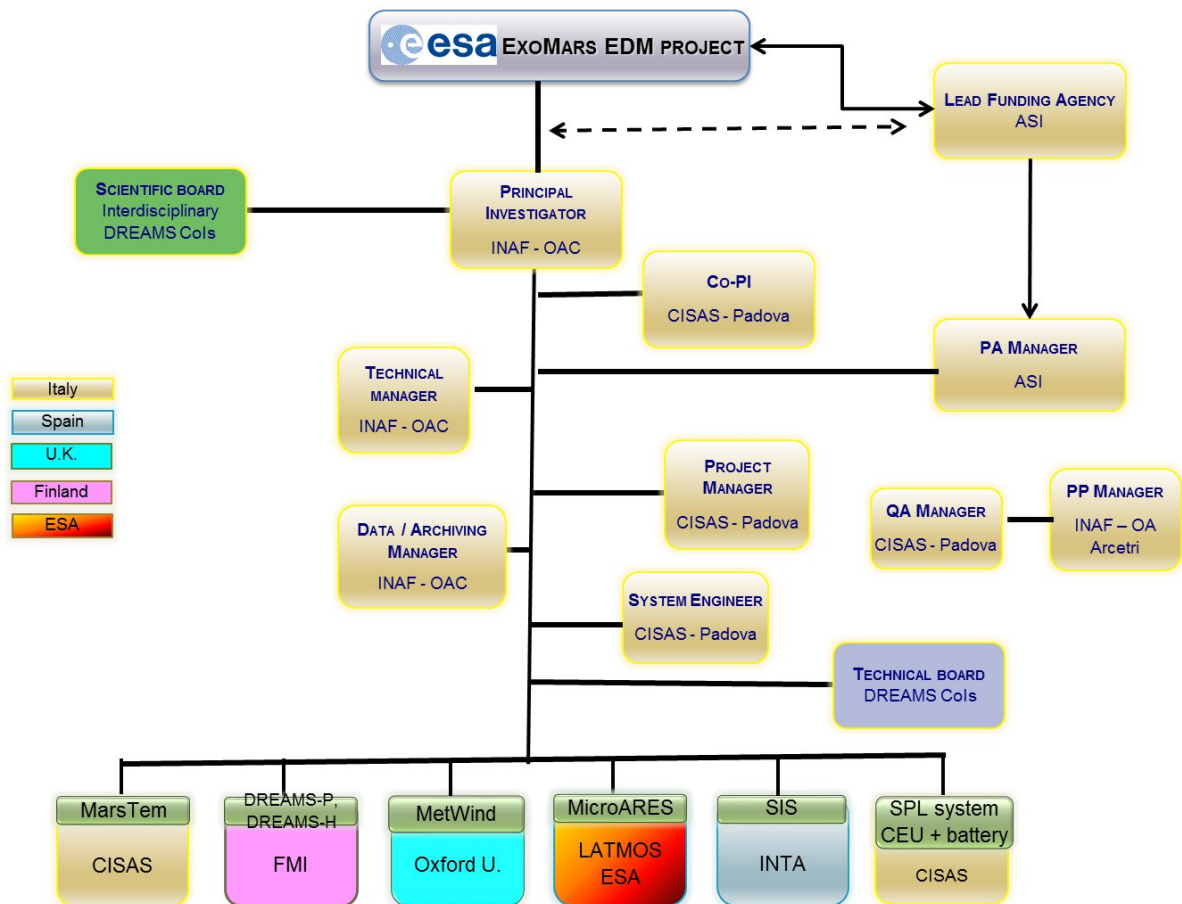 esa EXOMARS EDM PROJECT
LEAD FUNDING AGENCY
ASI
SCIENTIFIC BOARD
Interdisciplinary
DREAMS CoIs
PRINCIPAL
INVESTIGATOR
INAF - OAC
CO-PI
CISAS - Padova
PA MANAGER
ASI
TECHNICAL
MANAGER
INAF - OAC
Italy
Spain
U.K.
Finland
ESA
PROJECT
MANAGER
CISAS - Padova
QA MANAGER
CISAS - Padova
PP MANAGER
INAF – OA
Arcetri
DATA / ARCHIVING
MANAGER
INAF - OAC
SYSTEM ENGINEER
CISAS - Padova
TECHNICAL BOARD
DREAMS CoIs
MarsTem
CISAS
DREAMS-P,
DREAMS-H
FMI
MetWind
Oxford U.
MicroARES
LATMOS
ESA
SIS
INTA
SPL system
CEU + battery
CISAS